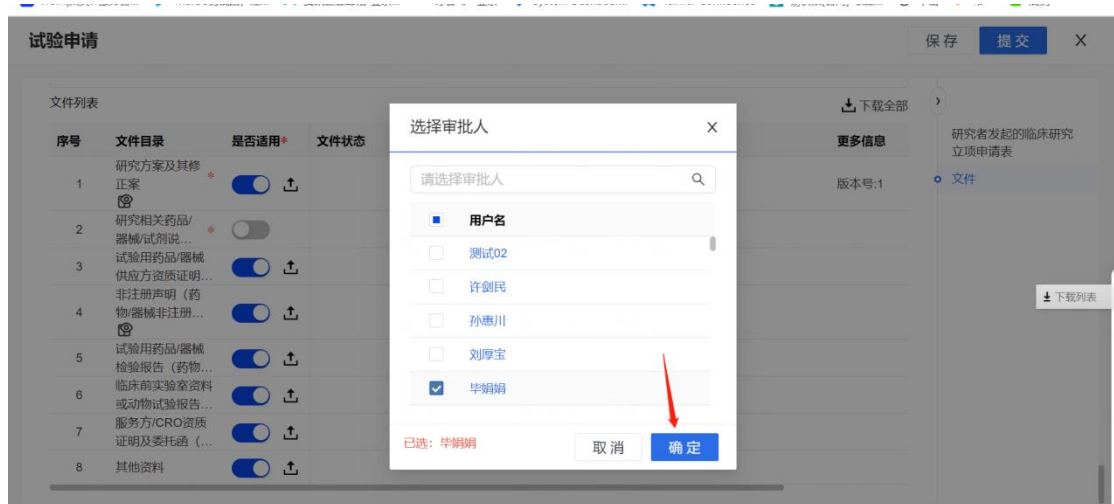 试验申请
保存
提交
文件列表
下载全部
序号
文件目录
是否适用*
文件状态
更多信息
1
研究方案及其修
正案
*
版本号:1
2
研究相关药品/
器械/试剂说...
*
3
试验用药品/器械
供应方资质证明...
4
非注册声明（药
物/器械非注册...
5
试验用药品/器械
检验报告（药物...
6
临床前实验室资料
或动物试验报告...
7
服务方/CRO资质
证明及委托函（...
8
其他资料
选择审批人
请选择审批人
用户名
测试02
许剑民
孙惠川
刘厚宝
毕娟娟
已选：毕娟娟
取消
确定
研究者发起的临床研究
立项申请表
文件
下载列表